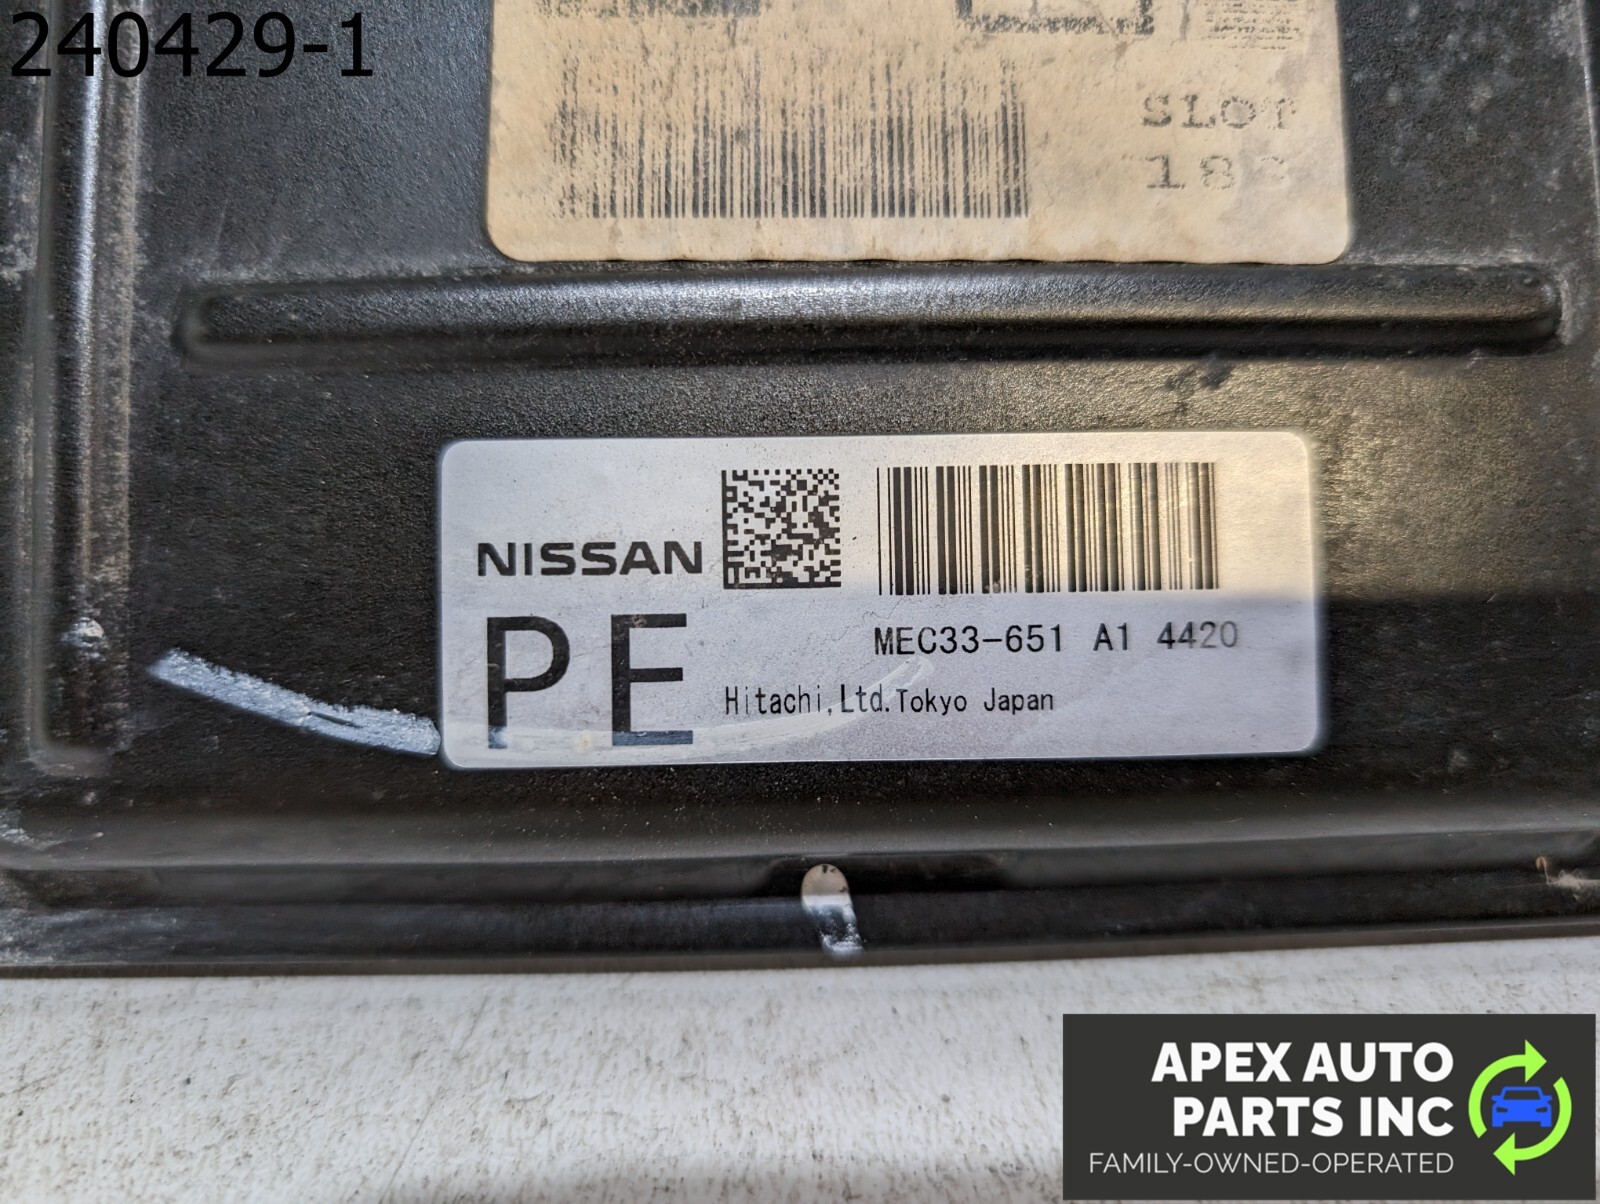 240429-1
SLOT
NISSAN
PE
MEC33-651 A1 4420
Hitachi,Ltd.Tokyo Japan
APEX AUTO
PARTS INC
FAMILY-OWNED-OPERATED